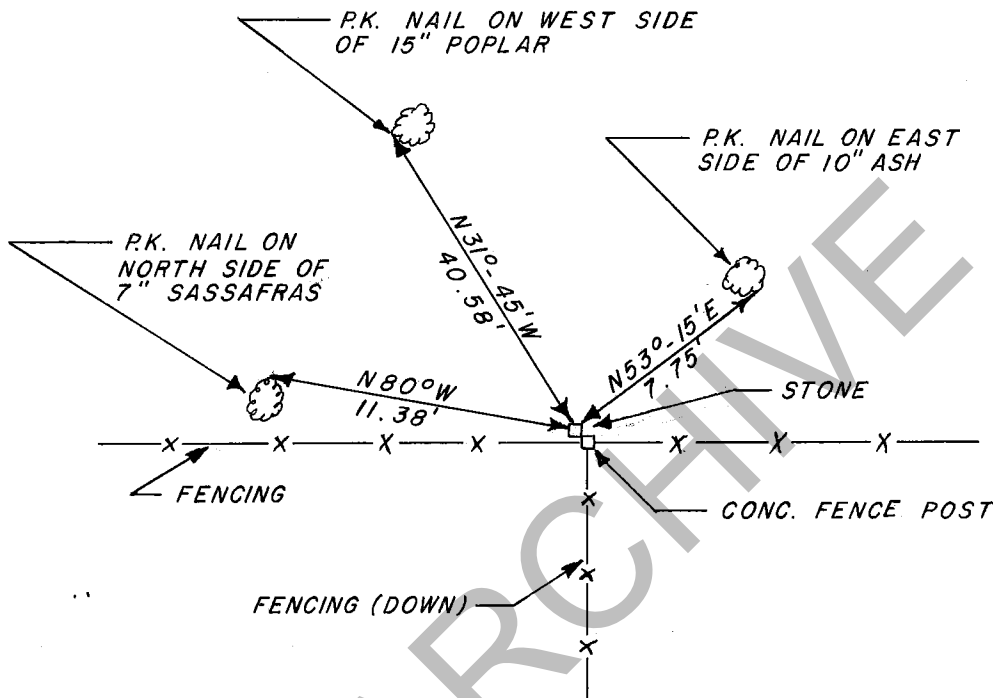 P.K. NAIL ON WEST SIDE
OF 15" POPLAR
P.K. NAIL ON EAST
SIDE OF 10" ASH
P.K. NAIL ON
NORTH SIDE OF
7" SASSAFRAS
N31°-45'W
40.58'
N53°-15'E
7.75'
N80°W
11.38'
STONE
FENCING
CONC. FENCE POST
FENCING (DOWN)
ARCHIVE